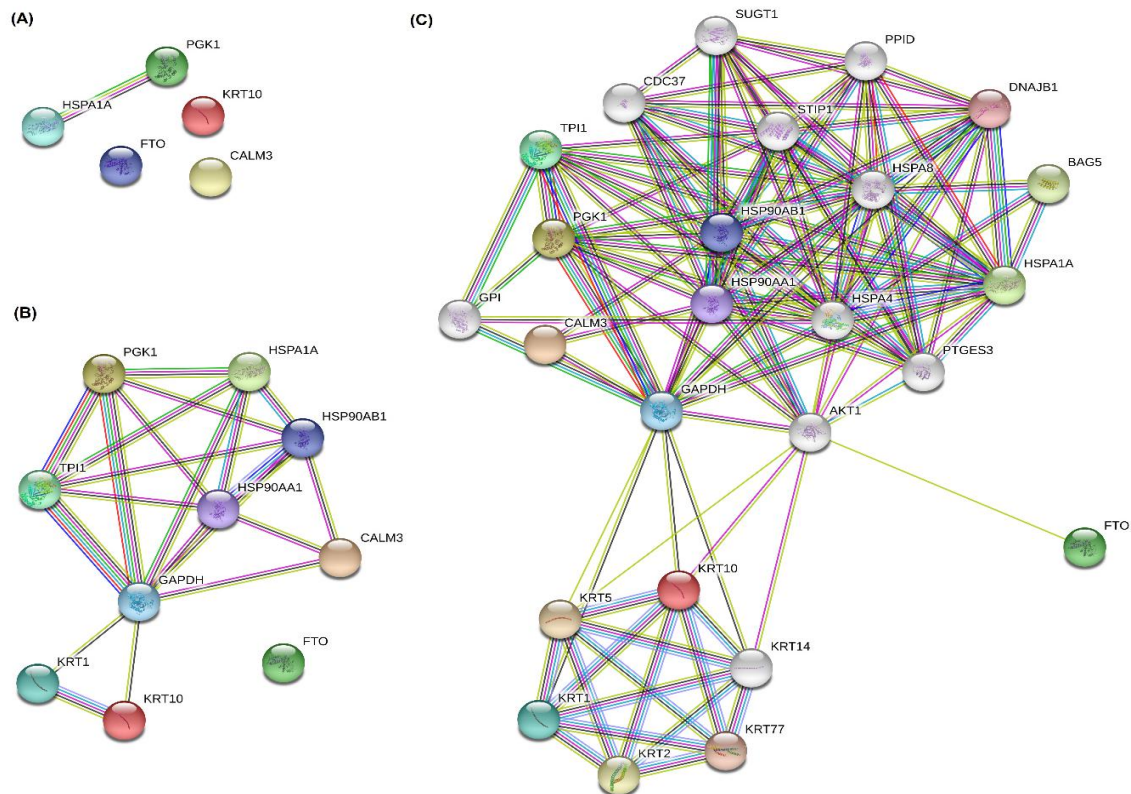 (A)
PGK1
HSPA1A
KRT10
FTO
CALM3
(B)
PGK1
HSPA1A
HSP90AB1
TPI1
HSP90AA1
CALM3
GAPDH
FTO
KRT1
KRT10
(C)
SUGT1
PPID
CDC37
DNAJB1
STIP1
TPI1
BAG5
HSPA8
HSP90AB1
PGK1
HSPA1A
HSP90AA1
HSPA4
GPI
CALM3
PTGES3
GAPDH
AKT1
FTO
KRT10
KRT5
KRT14
KRT1
KRT77
KRT2